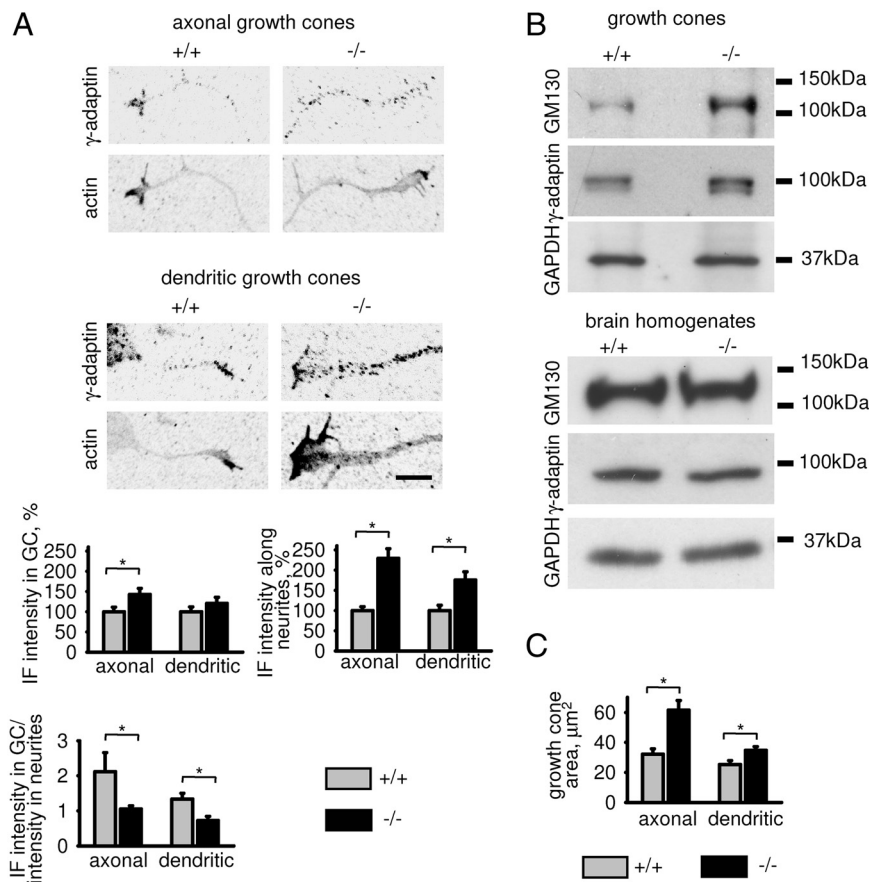 A
axonal growth cones
+/+ -/-
γ-adaptin
actin
dendritic growth cones
+/+ -/-
γ-adaptin
actin
IF intensity in GC, %
250
200
150
100
50
0
axonal dendritic
*
IF intensity along
neurites, %
250
200
150
100
50
0
axonal dendritic
* *
IF intensity in GC/
intensity in neurites
3
2
1
0
axonal dendritic
* *
+/+
-/-
B
growth cones
+/+ -/-
GM130
150kDa
100kDa
γ-adaptin
100kDa
GAPDH
37kDa
brain homogenates
+/+ -/-
GM130
150kDa
100kDa
γ-adaptin
100kDa
GAPDH
37kDa
C
growth cone
area, μm²
60
40
20
0
axonal dendritic
* *
+/+ -/-